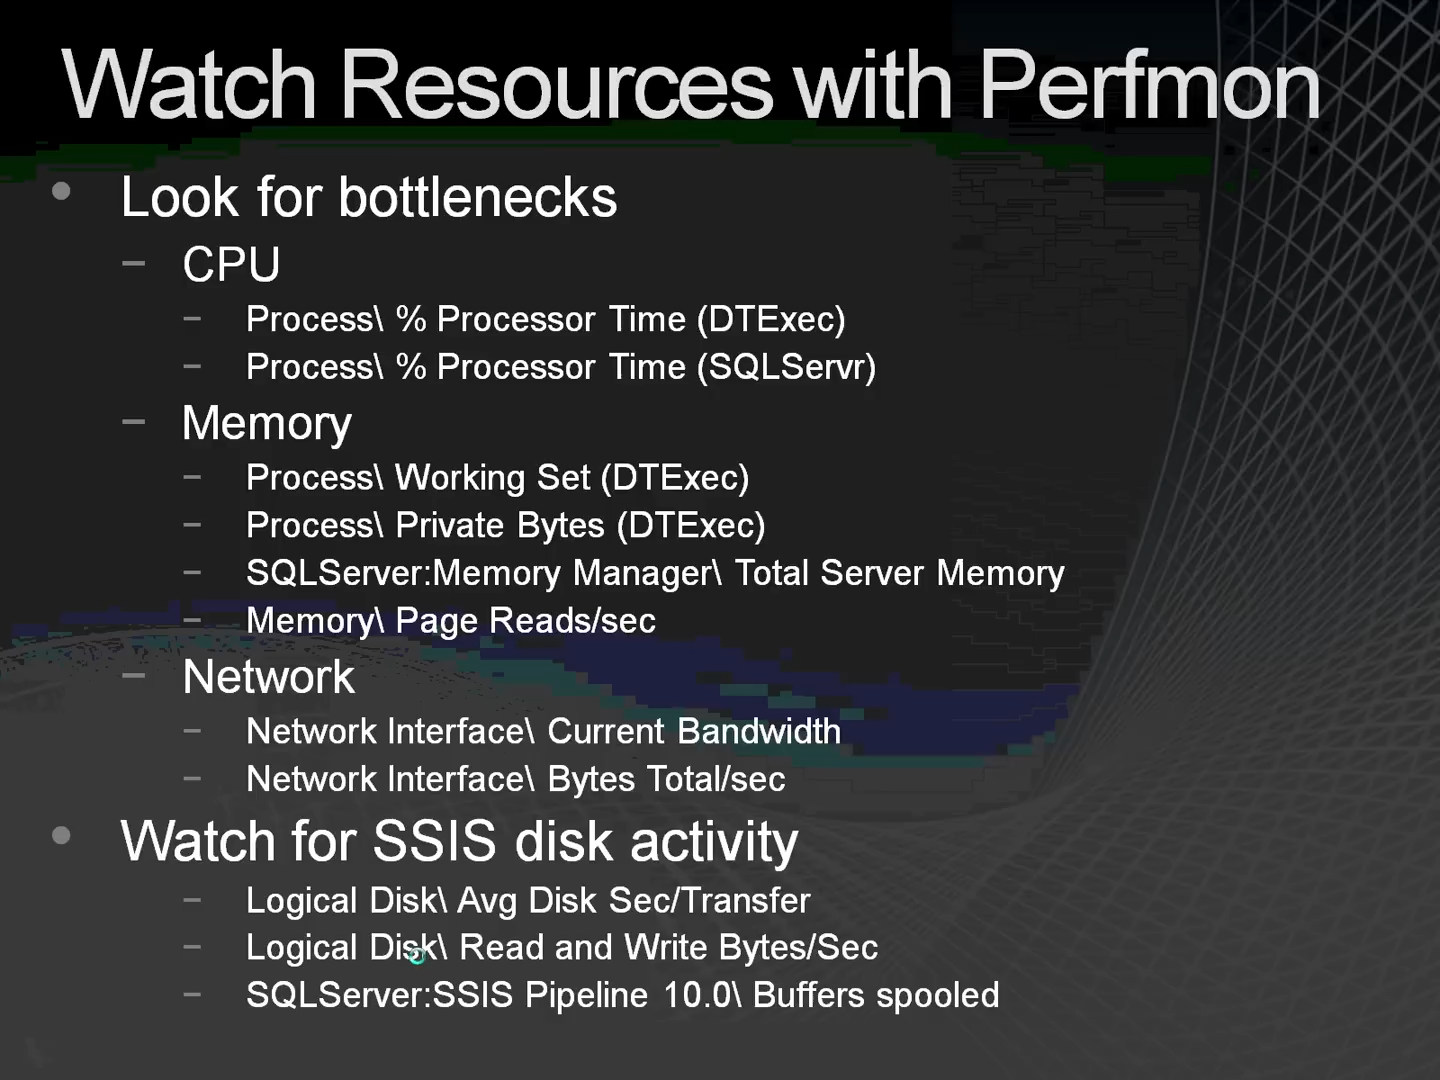 Watch Resources with Perfmon
• Look for bottlenecks
– CPU
– Process\ % Processor Time (DTExec)
– Process\ % Processor Time (SQLServr)
– Memory
– Process\ Working Set (DTExec)
– Process\ Private Bytes (DTExec)
– SQLServer:Memory Manager\ Total Server Memory
– Memory\ Page Reads/sec
– Network
– Network Interface\ Current Bandwidth
– Network Interface\ Bytes Total/sec
• Watch for SSIS disk activity
– Logical Disk\ Avg Disk Sec/Transfer
– Logical Disk\ Read and Write Bytes/Sec
– SQLServer:SSIS Pipeline 10.0\ Buffers spooled